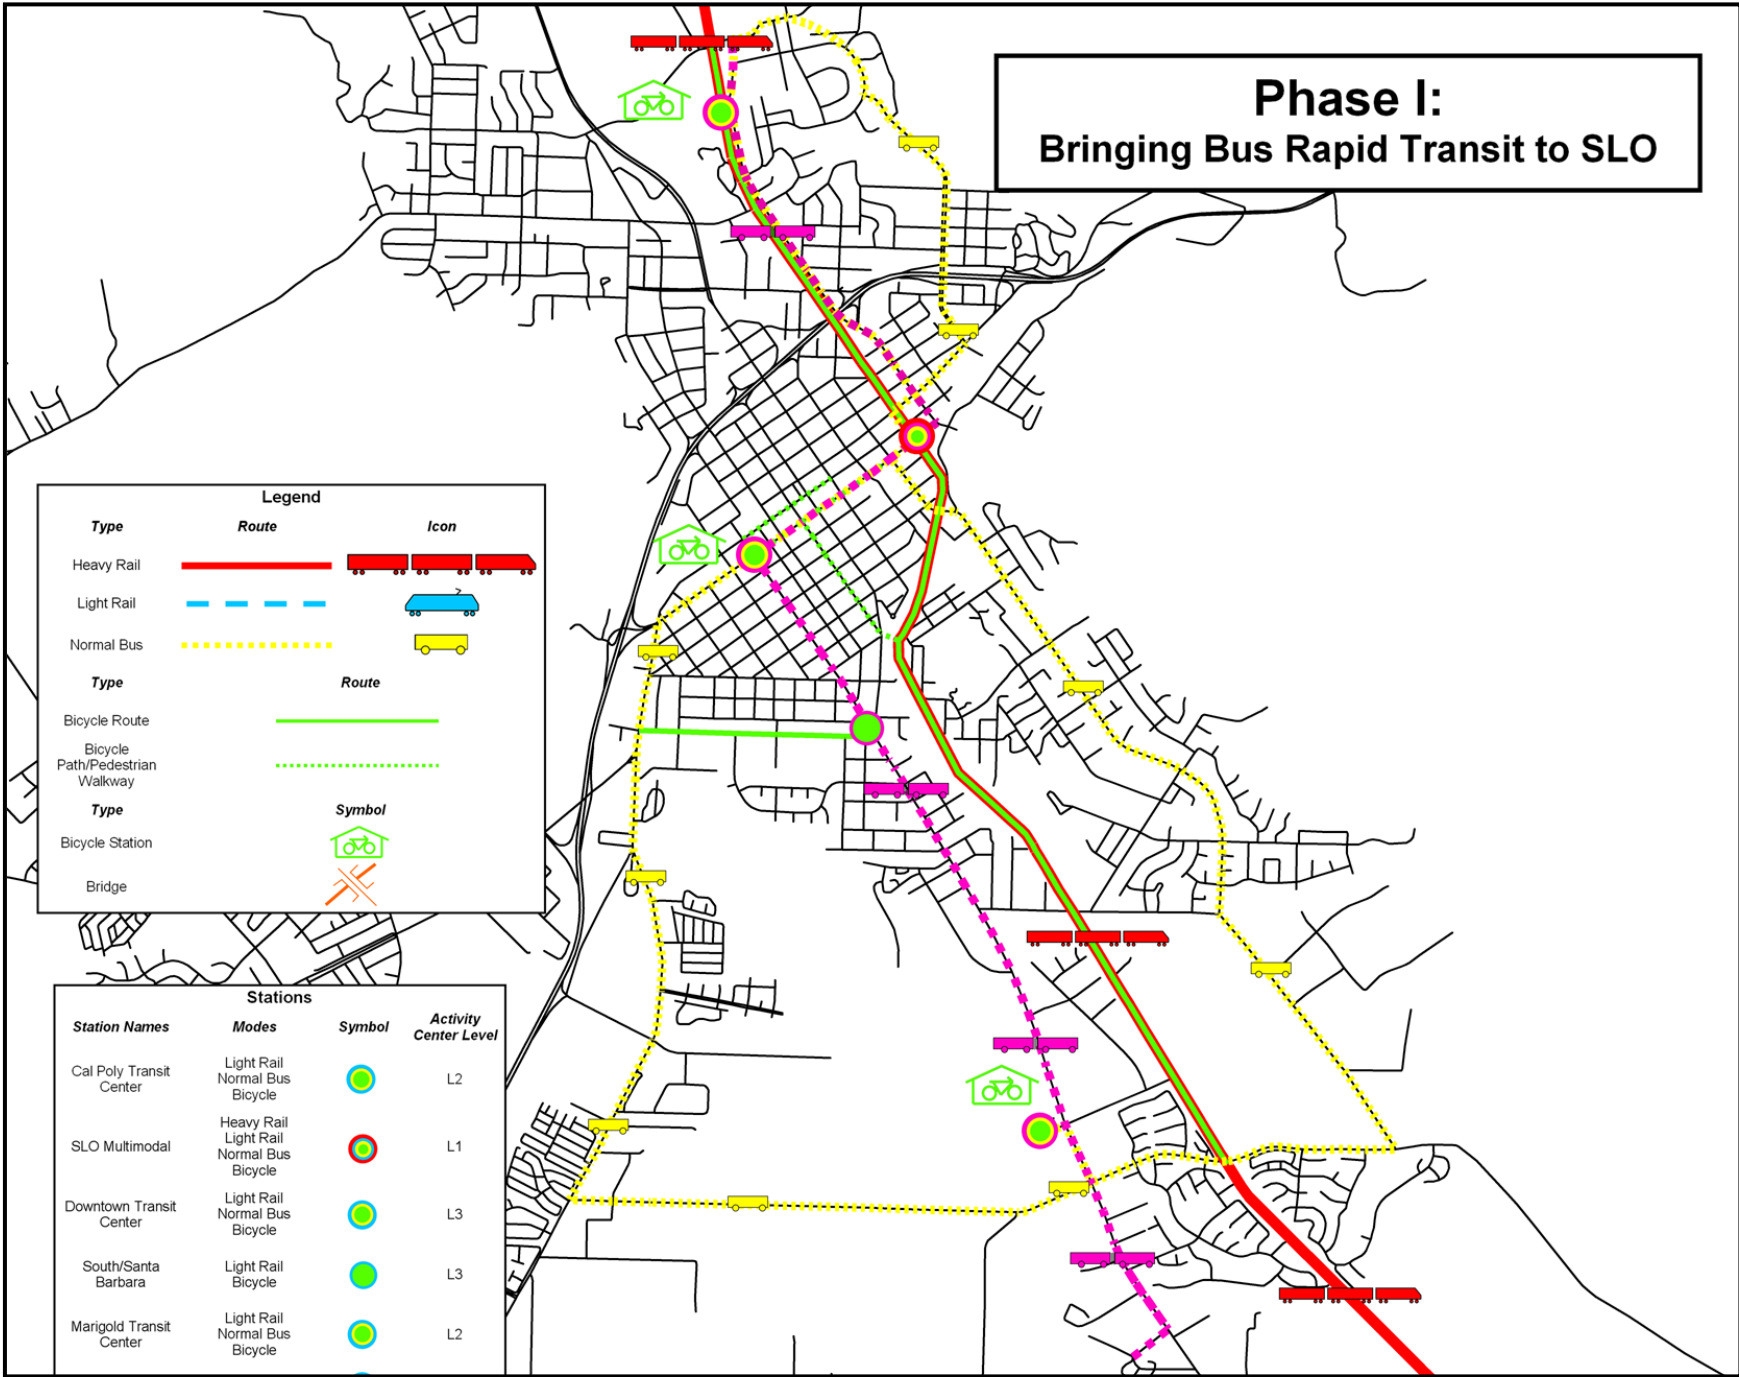 Phase I:
Bringing Bus Rapid Transit to SLO
Legend
Type Route Icon
Heavy Rail
Light Rail
Normal Bus
Type Route
Bicycle Route
Bicycle
Path/Pedestrian
Walkway
Type Symbol
Bicycle Station
Bridge
Stations
Station Names Modes Symbol Activity
Center Level
Cal Poly Transit
Center
Light Rail
Normal Bus
Bicycle
L2
SLO Multimodal
Heavy Rail
Light Rail
Normal Bus
Bicycle
L1
Downtown Transit
Center
Light Rail
Normal Bus
Bicycle
L3
South/Santa
Barbara
Light Rail
Bicycle
L3
Marigold Transit
Center
Light Rail
Normal Bus
Bicycle
L2